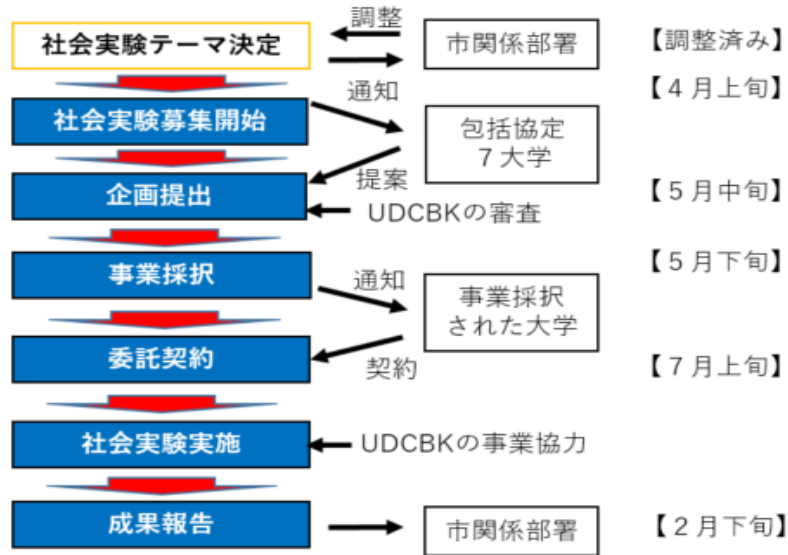 調整
社会実験テーマ決定
市関係部署
【調整済み】
通知
【４月上旬】
社会実験募集開始
包括協定
７大学
提案
企画提出
【５月中旬】
UDCBKの審査
事業採択
【５月下旬】
通知
事業採択
された大学
委託契約
契約
【７月上旬】
社会実験実施
UDCBKの事業協力
成果報告
市関係部署
【２月下旬】